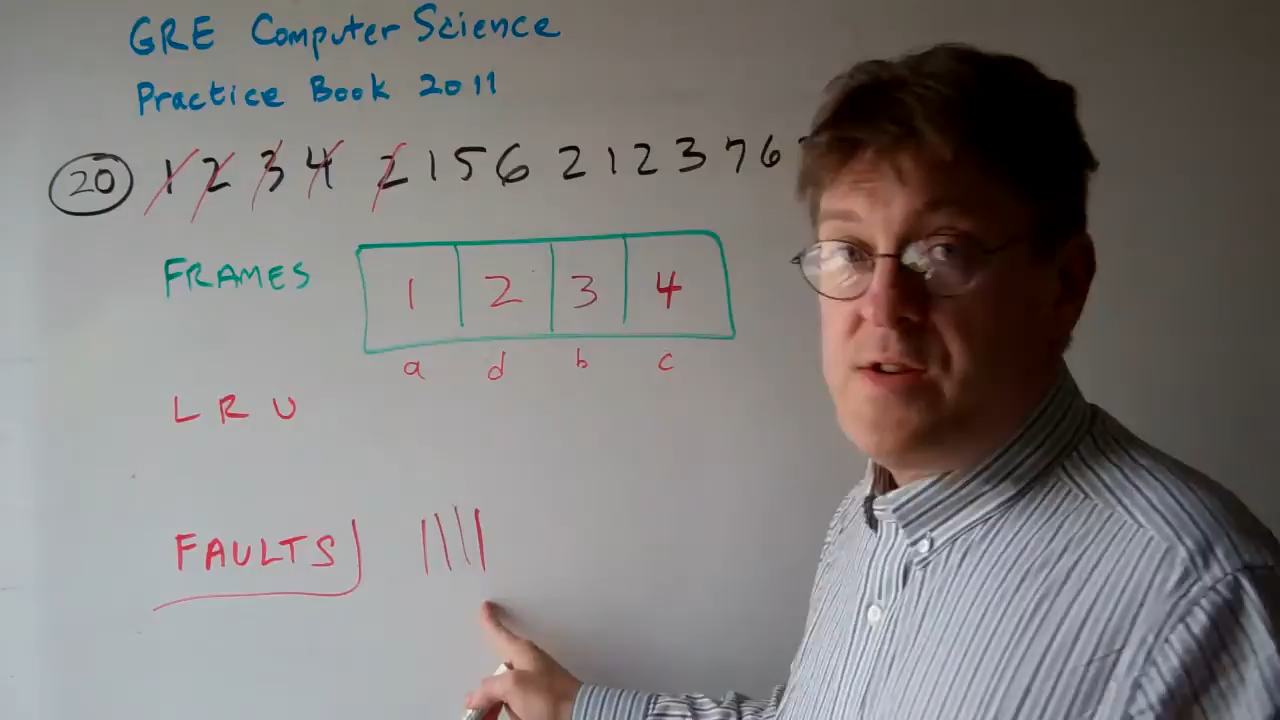 GRE Computer Science
Practice Book 2011
20 1 2 3 4 2 1 5 6 2 1 2 3 7 6
FRAMES 1 2 3 4
a d b c
L R U
FAULTS ||||